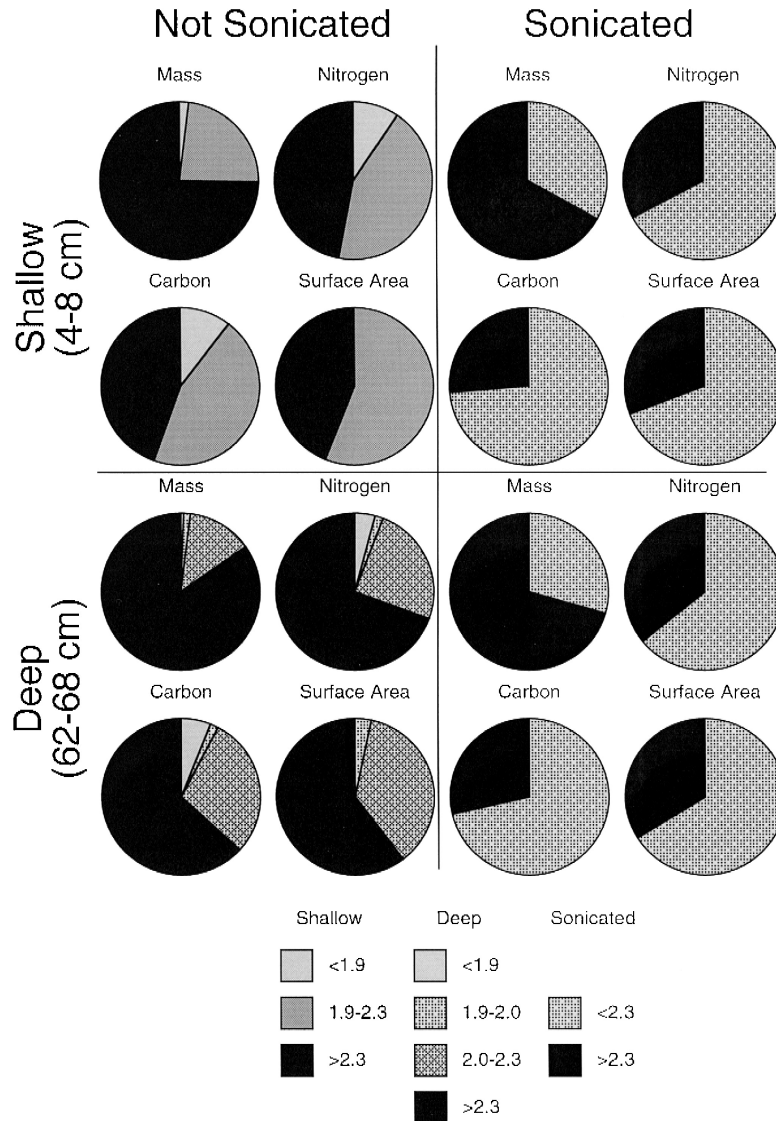 Not Sonicated Sonicated
Mass Nitrogen Mass Nitrogen
Shallow
(4-8 cm)
Carbon Surface Area Carbon Surface Area
Mass Nitrogen Mass Nitrogen
Deep
(62-68 cm)
Carbon Surface Area Carbon Surface Area
Shallow Deep Sonicated
<1.9 <1.9
1.9-2.3 1.9-2.0 <2.3
>2.3 2.0-2.3 >2.3
>2.3